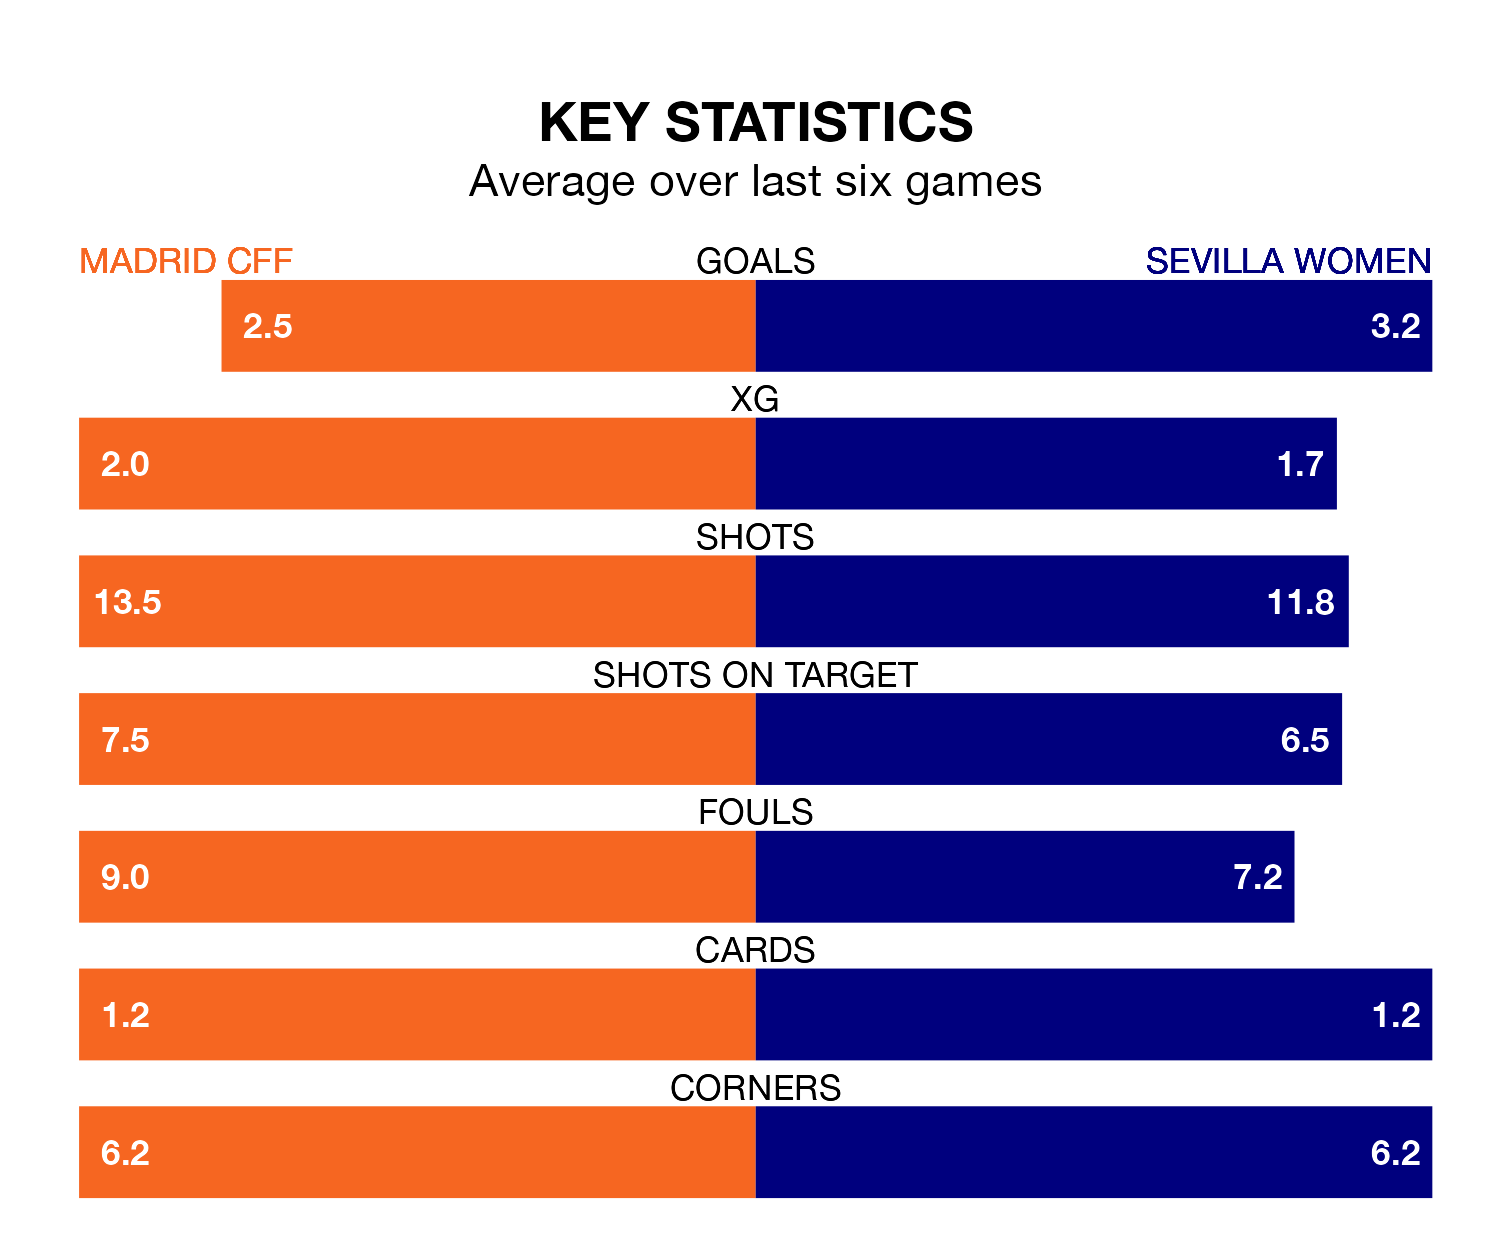 KEY STATISTICS
Average over last six games
MADRID CFF GOALS SEVILLA WOMEN
2.5 3.2
XG
2.0 1.7
SHOTS
13.5 11.8
SHOTS ON TARGET
7.5 6.5
FOULS
9.0 7.2
CARDS
1.2 1.2
CORNERS
6.2 6.2